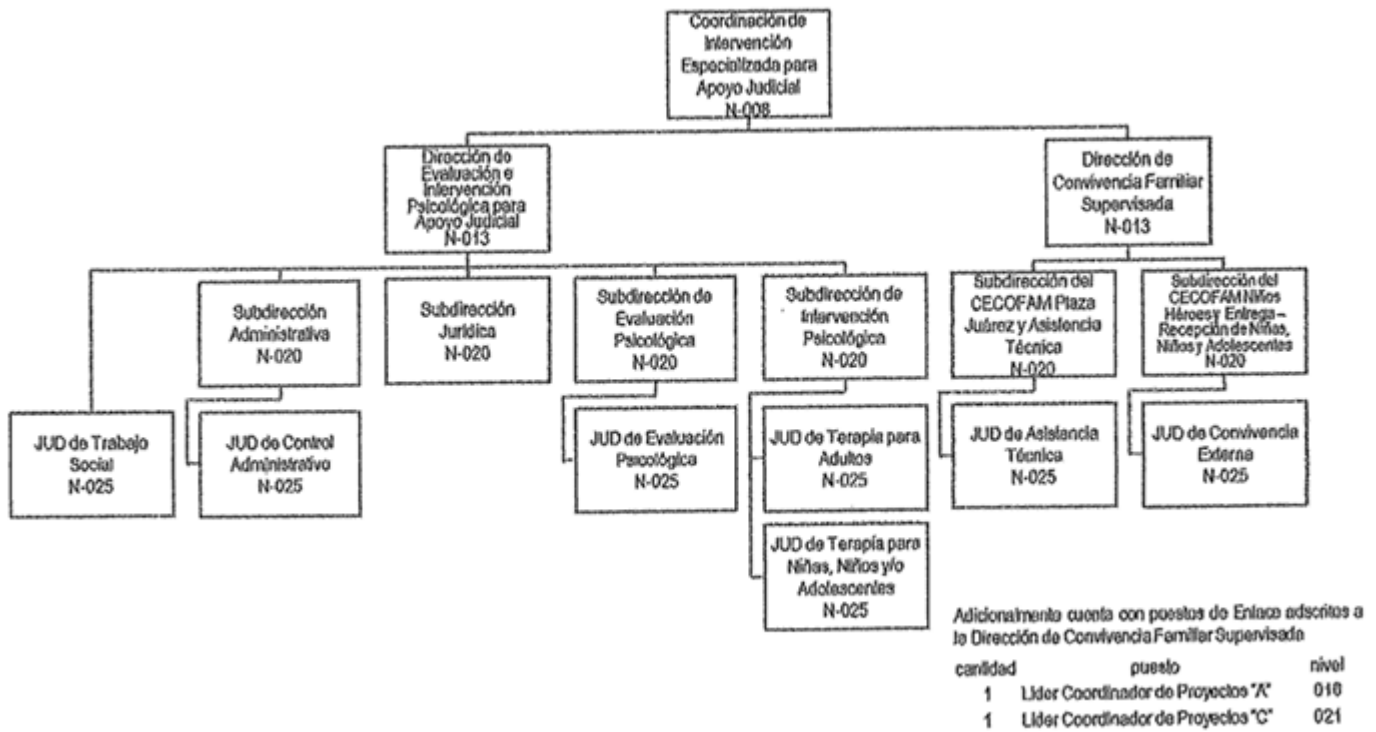 Coordinación de
Intervención
Especializada para
Apoyo Judicial
N-008
Dirección de
Evaluación e
Intervención
Psicológica para
Apoyo Judicial
N-013
Dirección de
Convivencia Familiar
Supervisada
N-013
Subdirección
Administrativa
N-020
Subdirección
Jurídica
N-020
Subdirección de
Evaluación
Psicológica
N-020
Subdirección de
Intervención
Psicológica
N-020
Subdirección del
CECOFAM Plaza
Juárez y Asistencia
Técnica
N-020
Subdirección del
CECOFAM Niños
Héroes y Entrega –
Recepción de Niñas,
Niños y Adolescentes
N-020
JUD de Trabajo
Social
N-025
JUD de Control
Administrativo
N-025
JUD de Evaluación
Psicológica
N-025
JUD de Terapia para
Adultos
N-025
JUD de Asistencia
Técnica
N-025
JUD de Convivencia
Externa
N-025
JUD de Terapia para
Niñas, Niños y/o
Adolescentes
N-025
Adicionalmente cuenta con puestos de Enlace adscritos a
la Dirección de Convivencia Familiar Supervisada
cantidad puesto nivel
1 Líder Coordinador de Proyectos "A"
1 Líder Coordinador de Proyectos "C" 021